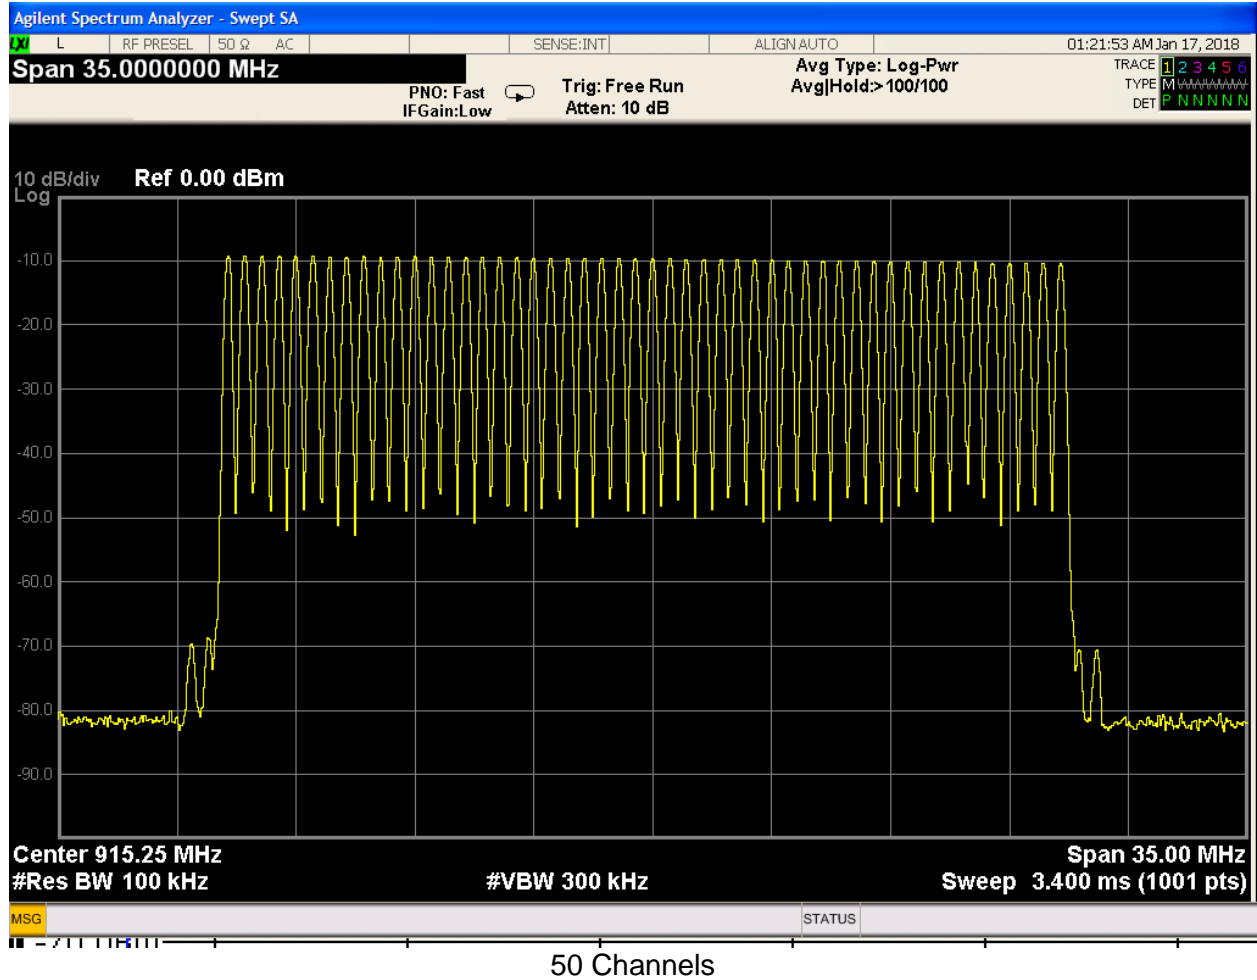 Agilent Spectrum Analyzer - Swept SA
LXI L RF PRESEL 50 Ω AC SENSE:INT ALIGN AUTO 01:21:53 AM Jan 17, 2018
Span 35.0000000 MHz
PNO: Fast
IFGain:Low
Trig: Free Run
Atten: 10 dB
Avg Type: Log-Pwr
Avg|Hold:> 100/100
TRACE 1 2 3 4 5 6
TYPE M WWWWW
DET P N N N N N
10 dB/div Ref 0.00 dBm
Log
-10.0
-20.0
-30.0
-40.0
-50.0
-60.0
-70.0
-80.0
-90.0
Center 915.25 MHz Span 35.00 MHz
#Res BW 100 kHz #VBW 300 kHz Sweep 3.400 ms (1001 pts)
MSG STATUS
50 Channels